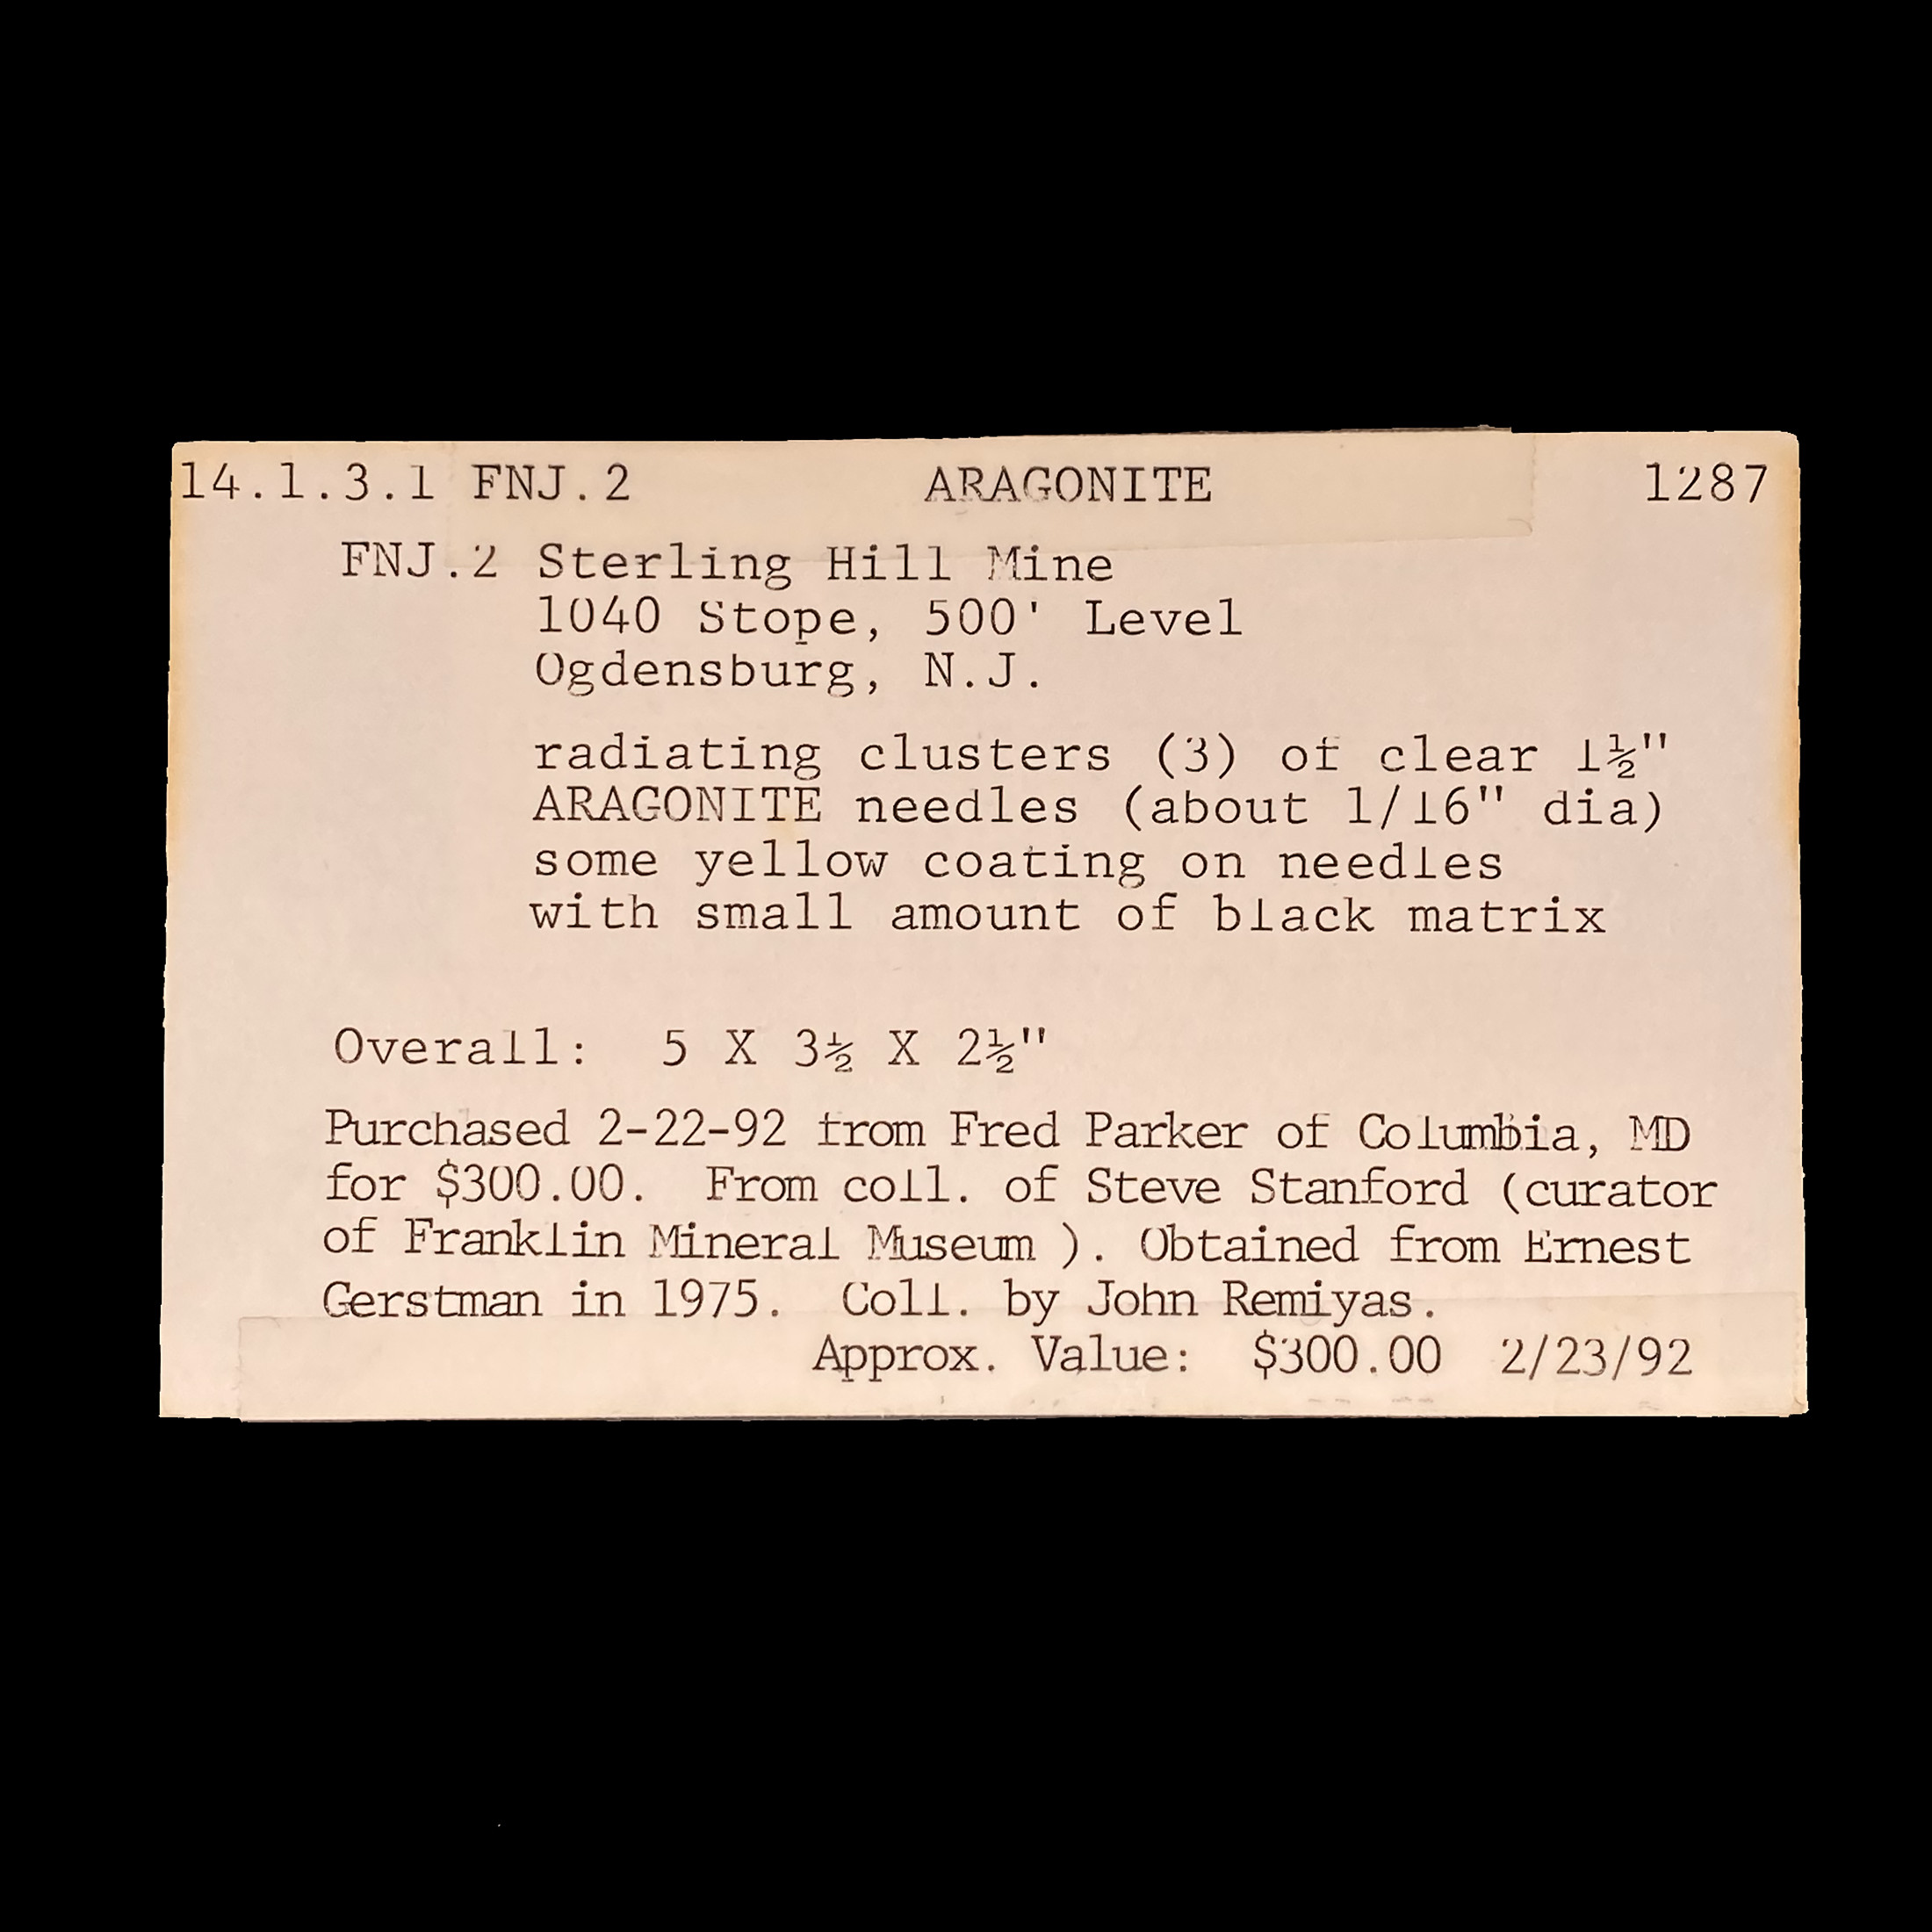 14.1.3.1 FNJ.2 ARAGONITE 1287
FNJ.2 Sterling Hill Mine
1040 Stope, 500' Level
Ogdensburg, N.J.
radiating clusters (3) of clear 1½"
ARAGONITE needles (about 1/16" dia)
some yellow coating on needles
with small amount of black matrix
Overall: 5 X 3½ X 2½"
Purchased 2-22-92 from Fred Parker of Columbia, MD
for $300.00. From coll. of Steve Stanford (curator
of Franklin Mineral Museum ). Obtained from Ernest
Gerstman in 1975. Coll. by John Remiyas.
Approx. Value: $300.00 2/23/92